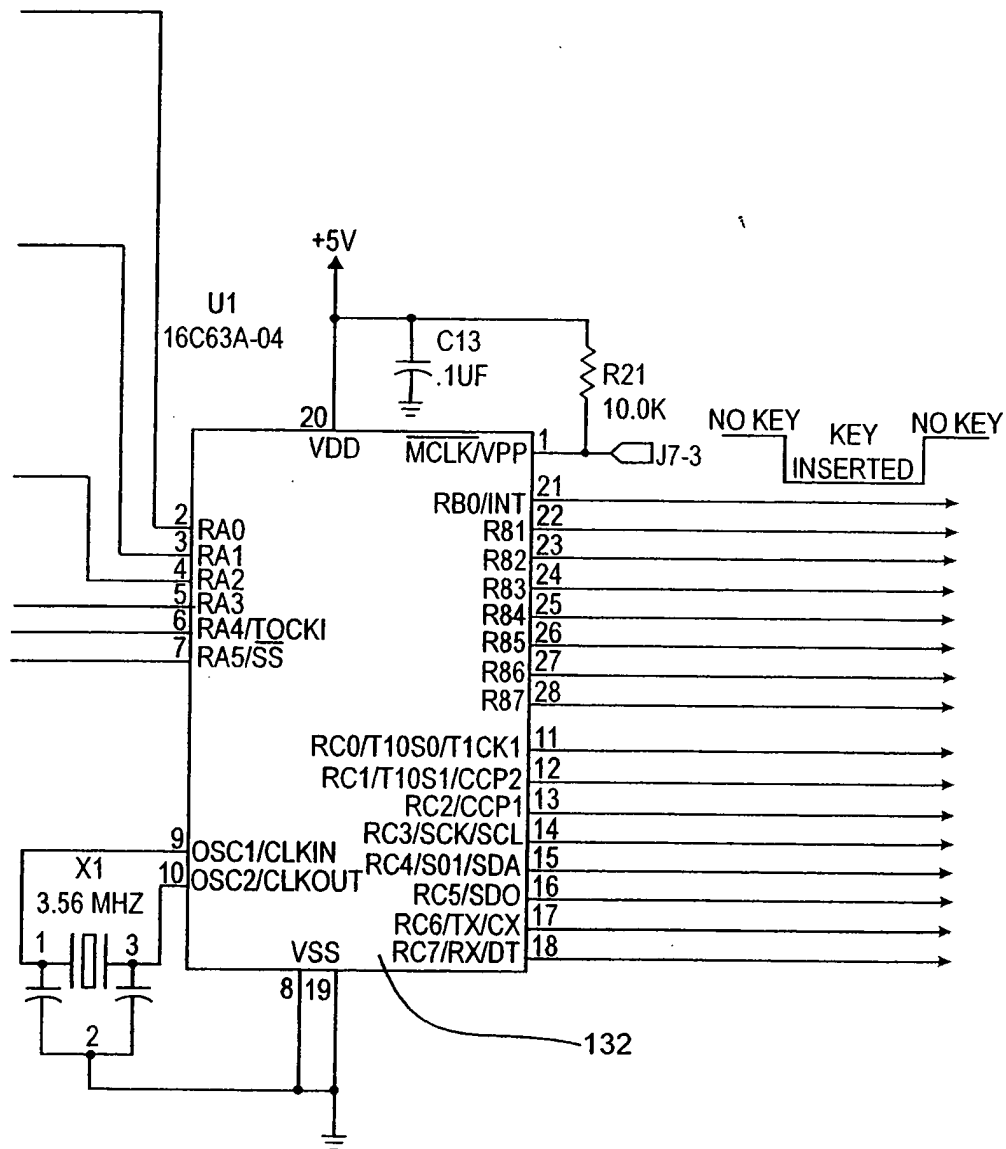 +5V
U1
16C63A-04
C13
.1UF
R21
10.0K
NO KEY
KEY
INSERTED
NO KEY
20
VDD
MCLK/VPP
1
J7-3
2
RA0
3
RA1
4
RA2
5
RA3
6
RA4/TOCKI
7
RA5/SS
RB0/INT
21
R81
22
R82
23
R83
24
R84
25
R85
26
R86
27
R87
28
RC0/T10S0/T1CK1
11
RC1/T10S1/CCP2
12
RC2/CCP1
13
RC3/SCK/SCL
14
RC4/S01/SDA
15
RC5/SDO
16
RC6/TX/CX
17
RC7/RX/DT
18
9
OSC1/CLKIN
10
OSC2/CLKOUT
X1
3.56 MHZ
1
3
2
VSS
8
19
132